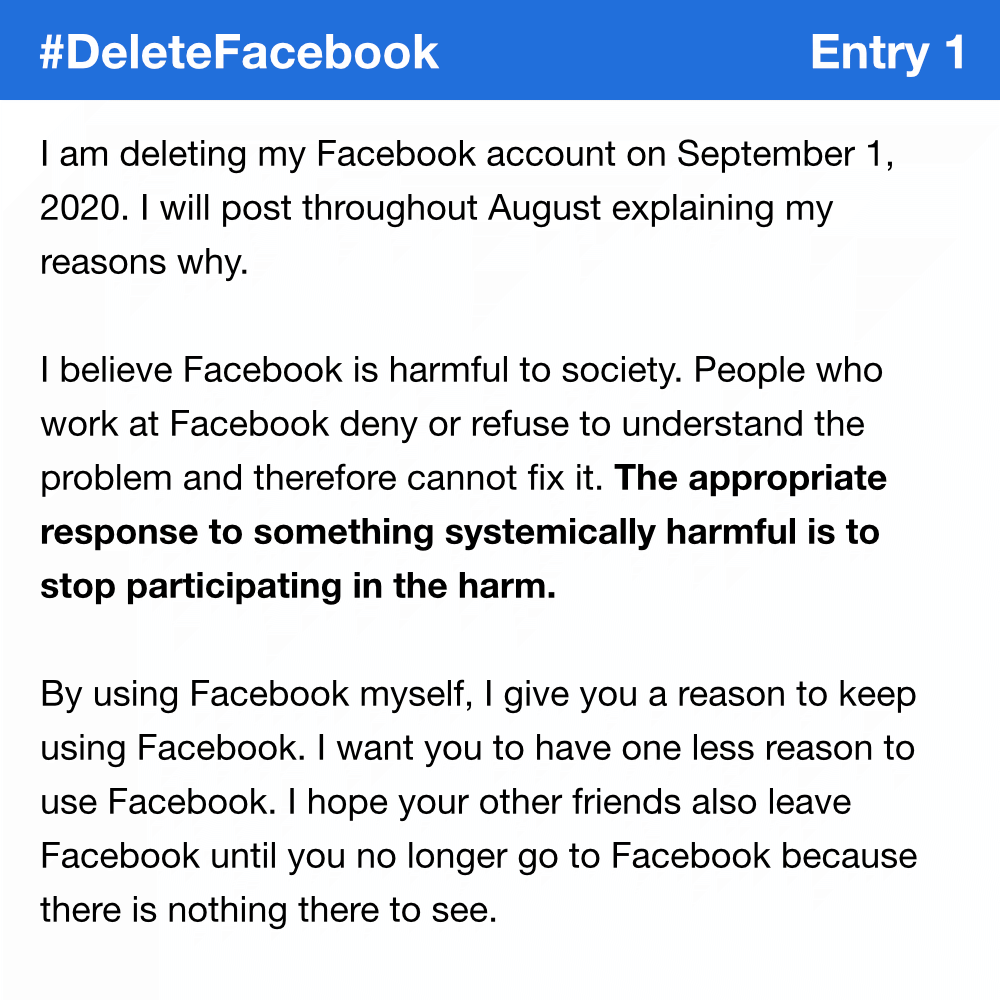 #DeleteFacebook Entry 1
I am deleting my Facebook account on September 1,
2020. I will post throughout August explaining my
reasons why.
I believe Facebook is harmful to society. People who
work at Facebook deny or refuse to understand the
problem and therefore cannot fix it. The appropriate
response to something systemically harmful is to
stop participating in the harm.
By using Facebook myself, I give you a reason to keep
using Facebook. I want you to have one less reason to
use Facebook. I hope your other friends also leave
Facebook until you no longer go to Facebook because
there is nothing there to see.